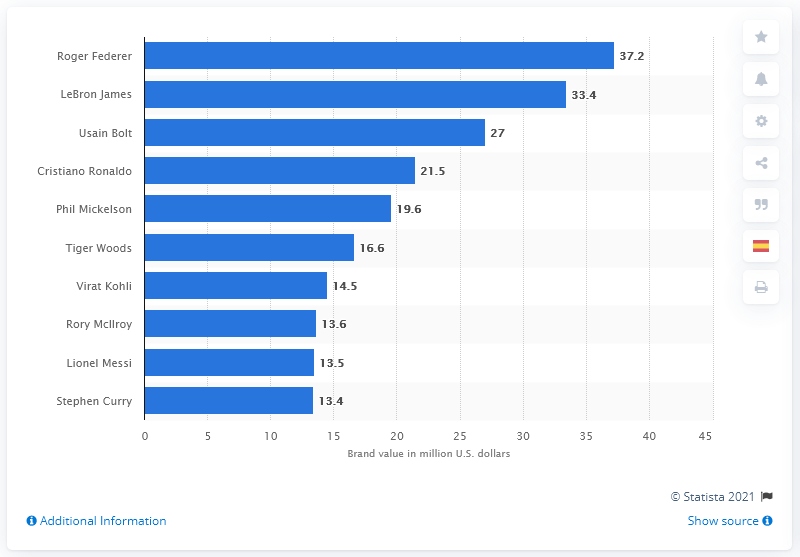 Roger Federer 37.2
LeBron James 33.4
Usain Bolt 27
Cristiano Ronaldo 21.5
Phil Mickelson 19.6
Tiger Woods 16.6
Virat Kohli 14.5
Rory McIlroy 13.6
Lionel Messi 13.5
Stephen Curry 13.4
0 5 10 15 20 25 30 35 40 45
Brand value in million U.S. dollars
© Statista 2021
Additional Information
Show source